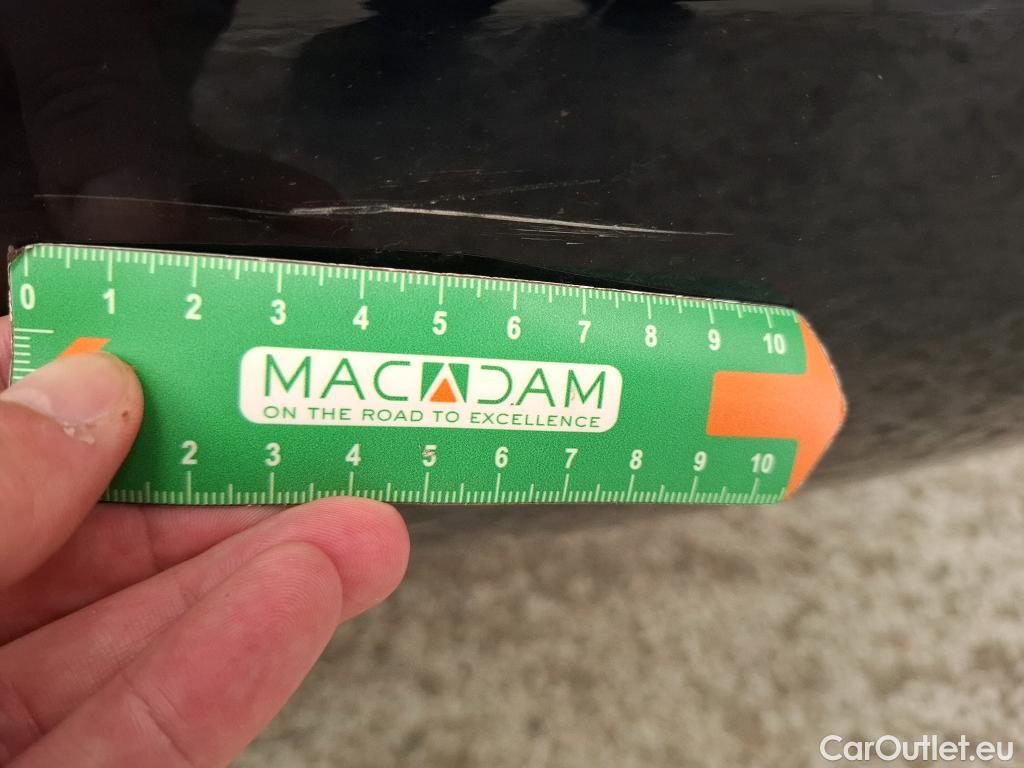 0 1 2 3 4 5 6 7 8 9 10
MACADAM
ON THE ROAD TO EXCELLENCE
2 3 4 5 6 7 8 9 10
CarOutlet.eu